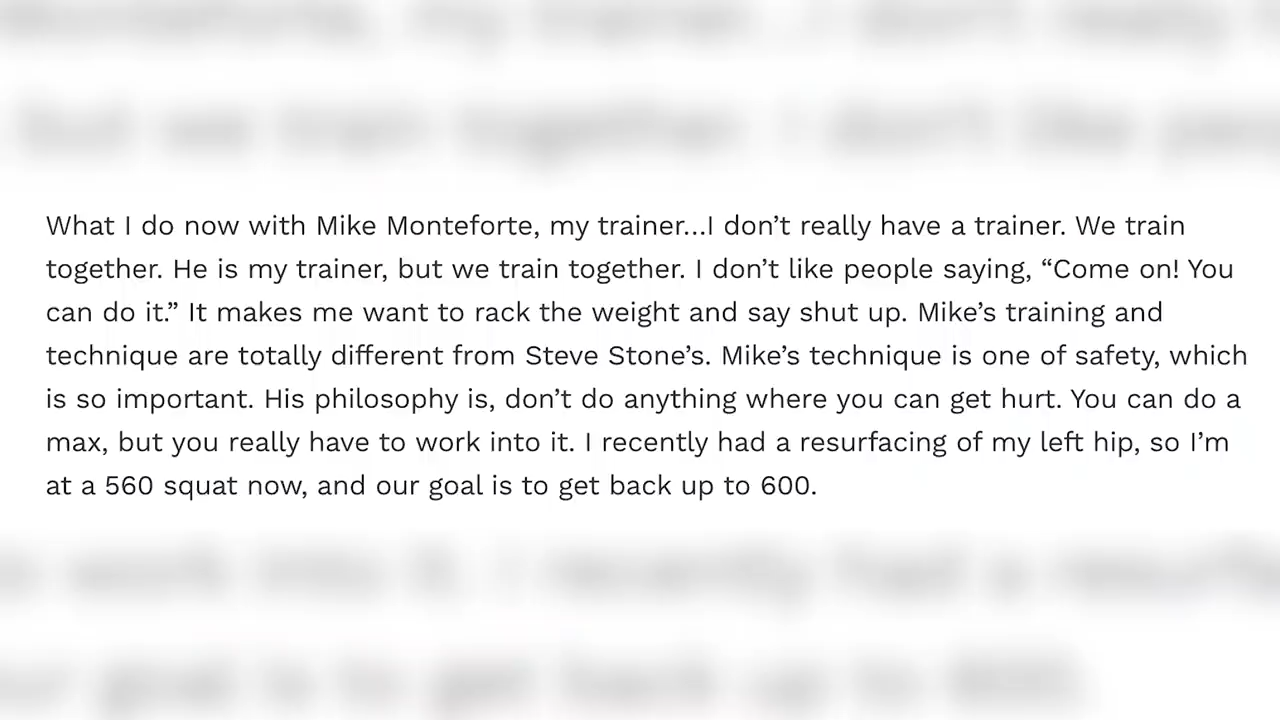 What I do now with Mike Monteforte, my trainer...I don’t really have a trainer. We train
together. He is my trainer, but we train together. I don’t like people saying, “Come on! You
can do it.” It makes me want to rack the weight and say shut up. Mike’s training and
technique are totally different from Steve Stone’s. Mike’s technique is one of safety, which
is so important. His philosophy is, don’t do anything where you can get hurt. You can do a
max, but you really have to work into it. I recently had a resurfacing of my left hip, so I’m
at a 560 squat now, and our goal is to get back up to 600.